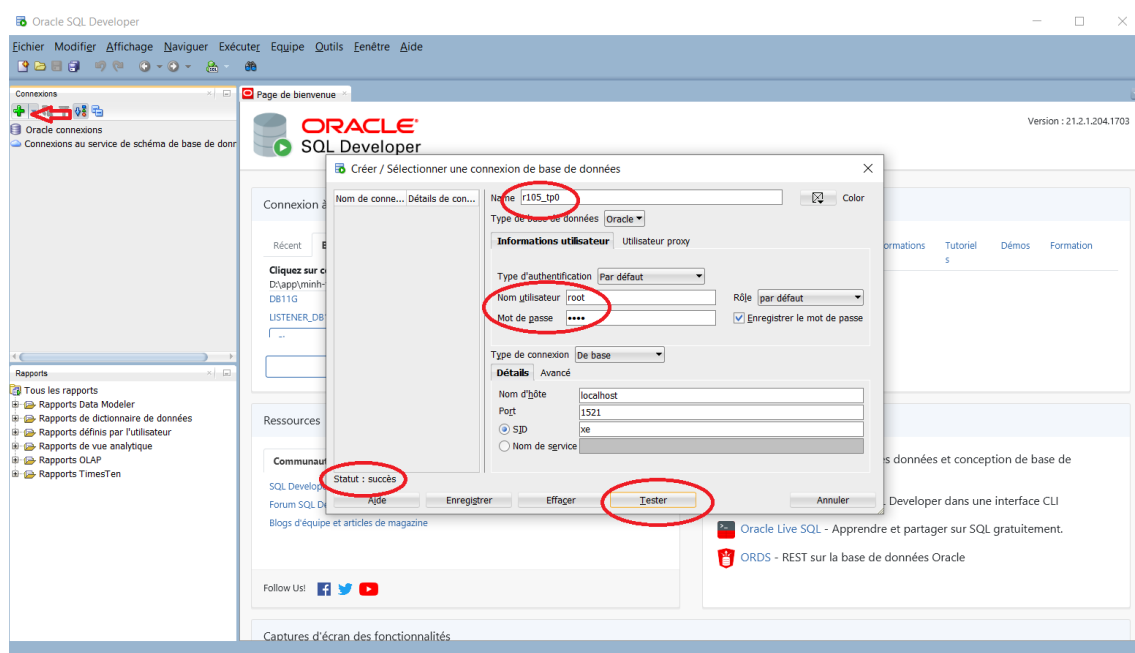 Oracle SQL Developer
Fichier Modifier Affichage Naviguer Exécuter Equipe Outils Fenêtre Aide
Connexions
Oracle connexions
Connexions au service de schéma de base de donr
Page de bienvenue
ORACLE
SQL Developer
Version : 21.2.1.204.1703
Connexion à
Récent
Cliquez sur c
D:\app\minh-
DB11G
LISTENER_DB
ormations Tutoriel s Démos Formation
Créer / Sélectionner une connexion de base de données
Nom de conne... Détails de con...
Name r105_tp0
Color
Type de base de données Oracle
Informations utilisateur Utilisateur proxy
Type d'authentification Par défaut
Nom utilisateur root
Rôle par défaut
Mot de passe ••••
Enregistrer le mot de passe
Type de connexion De base
Détails Avancé
Nom d'hôte localhost
Port 1521
SID xe
Nom de service
Statut : succès
Aide Enregistrer Effacer Tester Annuler
Rapports
Tous les rapports
Rapports Data Modeler
Rapports de dictionnaire de données
Rapports définis par l'utilisateur
Rapports de vue analytique
Rapports OLAP
Rapports TimesTen
Ressources
Communau
SQL Develop
Forum SQL De
Blogs d'équipe et articles de magazine
Follow Us!
s données et conception de base de
Developer dans une interface CLI
Oracle Live SQL - Apprendre et partager sur SQL gratuitement.
ORDS - REST sur la base de données Oracle
Captures d'écran des fonctionnalités